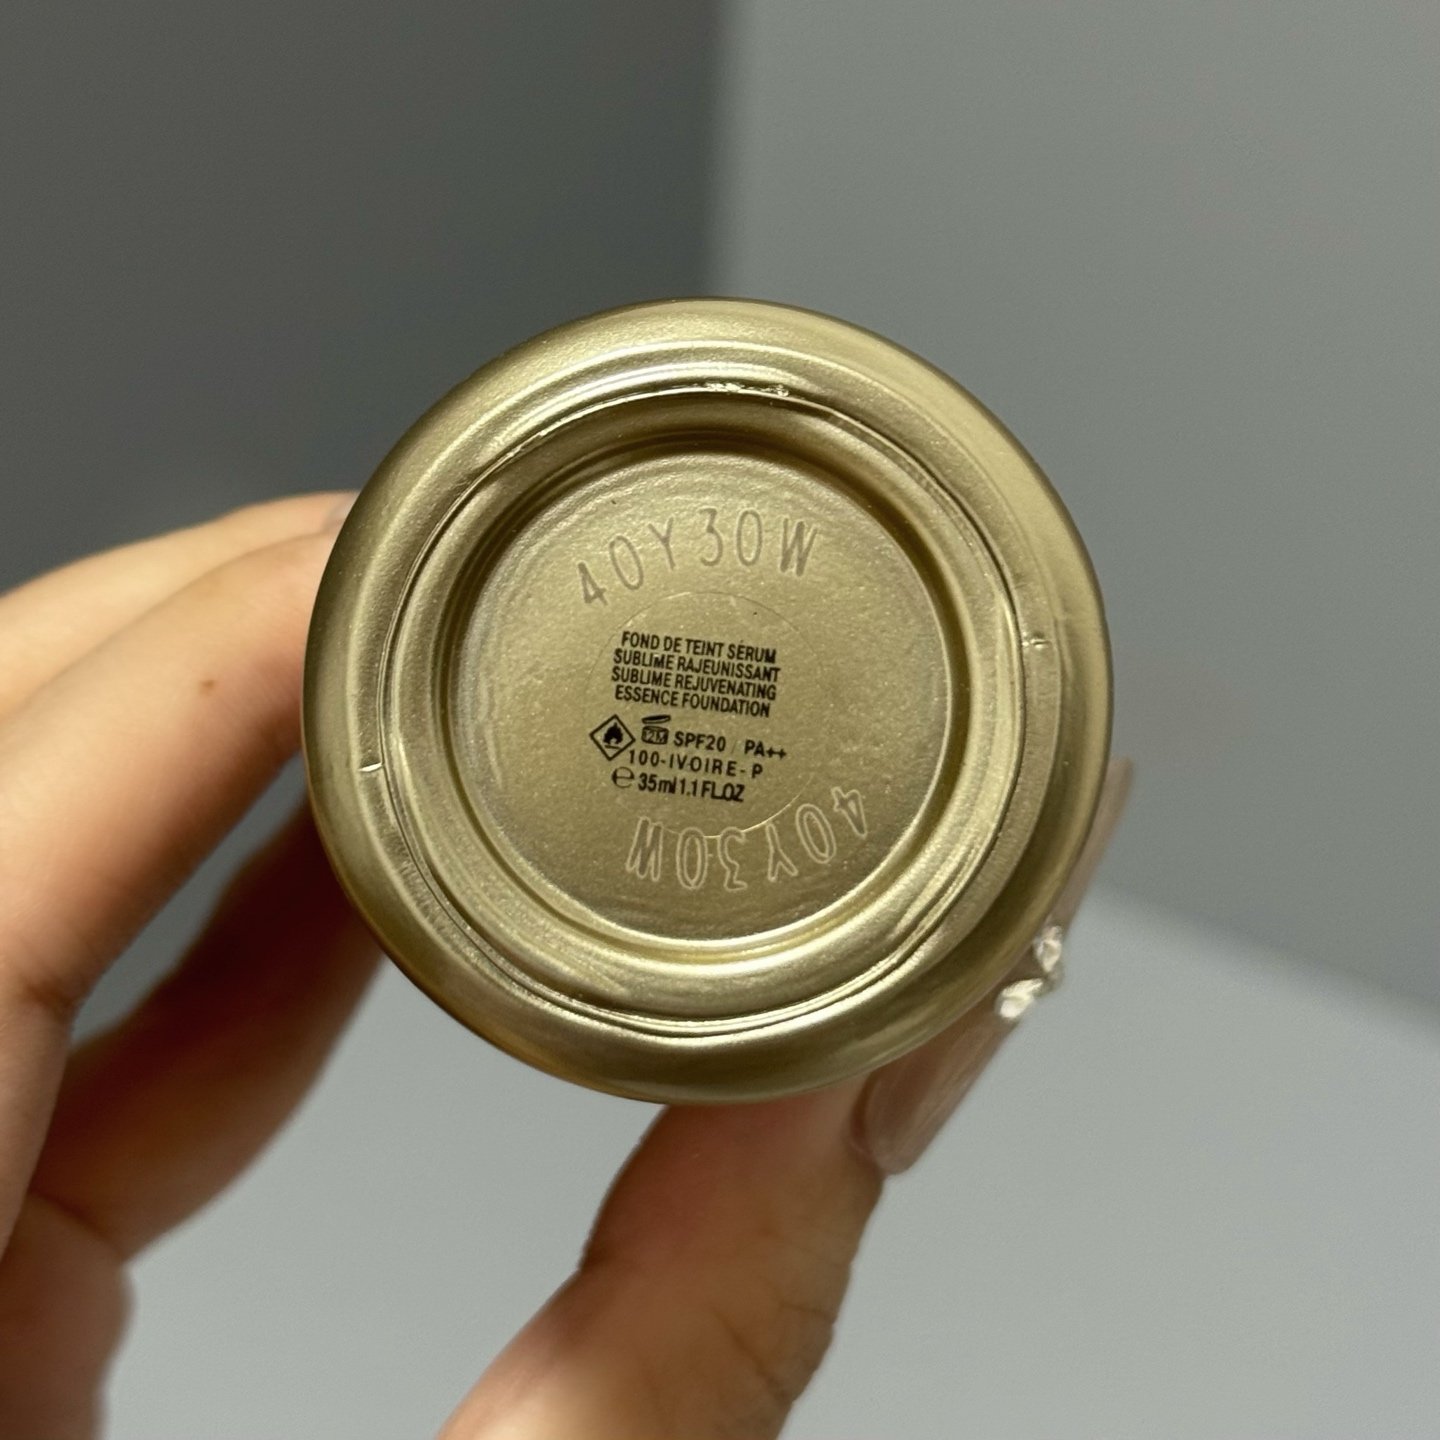 40Y30W
FOND DE TEINT SÉRUM
SUBLIME RAJEUNISSANT
SUBLIME REJUVENATING
ESSENCE FOUNDATION
12M SPF20 / PA++
100-IVOIRE-P
℮ 35ml 1.1 FL.OZ
40Y30W